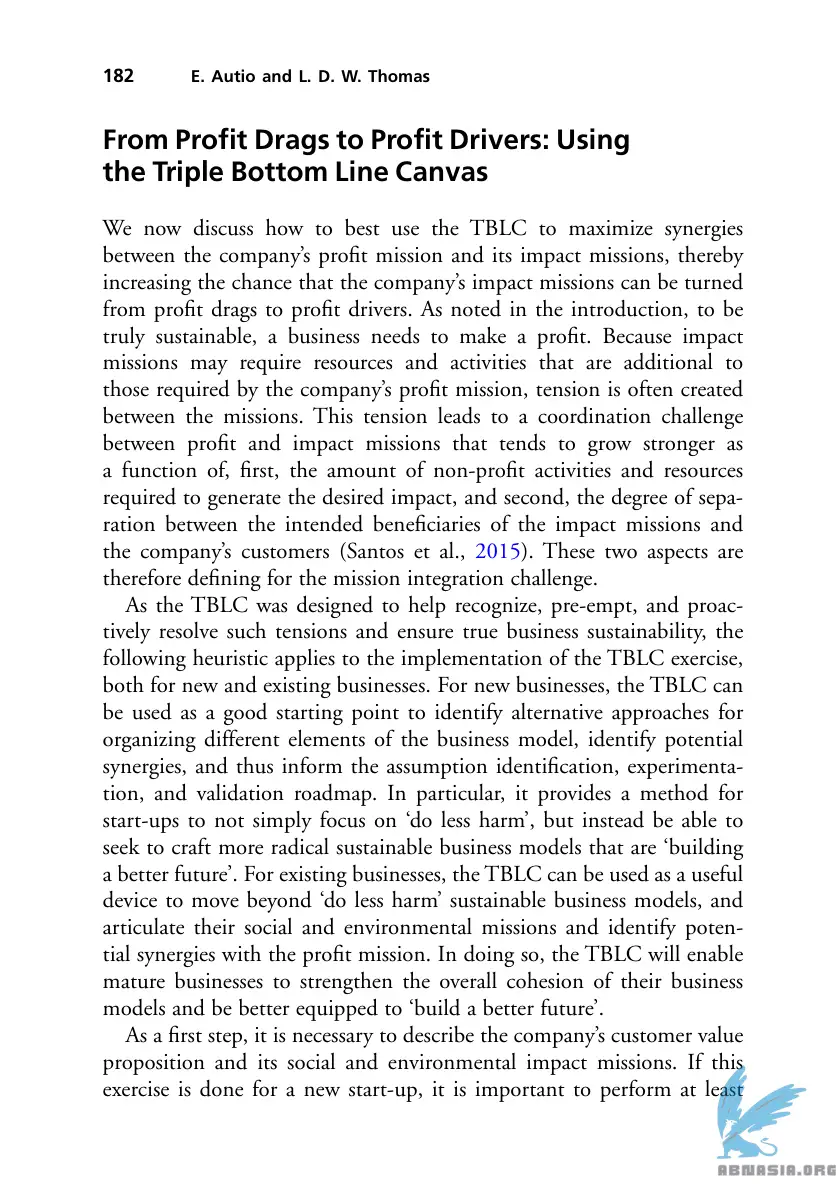 182 E. Autio and L. D. W. Thomas
From Profit Drags to Profit Drivers: Using
the Triple Bottom Line Canvas
We now discuss how to best use the TBLC to maximize synergies
between the company’s profit mission and its impact missions, thereby
increasing the chance that the company’s impact missions can be turned
from profit drags to profit drivers. As noted in the introduction, to be
truly sustainable, a business needs to make a profit. Because impact
missions may require resources and activities that are additional to
those required by the company’s profit mission, tension is often created
between the missions. This tension leads to a coordination challenge
between profit and impact missions that tends to grow stronger as
a function of, first, the amount of non-profit activities and resources
required to generate the desired impact, and second, the degree of sepa-
ration between the intended beneficiaries of the impact missions and
the company’s customers (Santos et al., 2015). These two aspects are
therefore defining for the mission integration challenge.
As the TBLC was designed to help recognize, pre-empt, and proac-
tively resolve such tensions and ensure true business sustainability, the
following heuristic applies to the implementation of the TBLC exercise,
both for new and existing businesses. For new businesses, the TBLC can
be used as a good starting point to identify alternative approaches for
organizing different elements of the business model, identify potential
synergies, and thus inform the assumption identification, experimenta-
tion, and validation roadmap. In particular, it provides a method for
start-ups to not simply focus on ‘do less harm’, but instead be able to
seek to craft more radical sustainable business models that are ‘building
a better future’. For existing businesses, the TBLC can be used as a useful
device to move beyond ‘do less harm’ sustainable business models, and
articulate their social and environmental missions and identify poten-
tial synergies with the profit mission. In doing so, the TBLC will enable
mature businesses to strengthen the overall cohesion of their business
models and be better equipped to ‘build a better future’.
As a first step, it is necessary to describe the company’s customer value
proposition and its social and environmental impact missions. If this
exercise is done for a new start-up, it is important to perform at least
ABNASIA.ORG